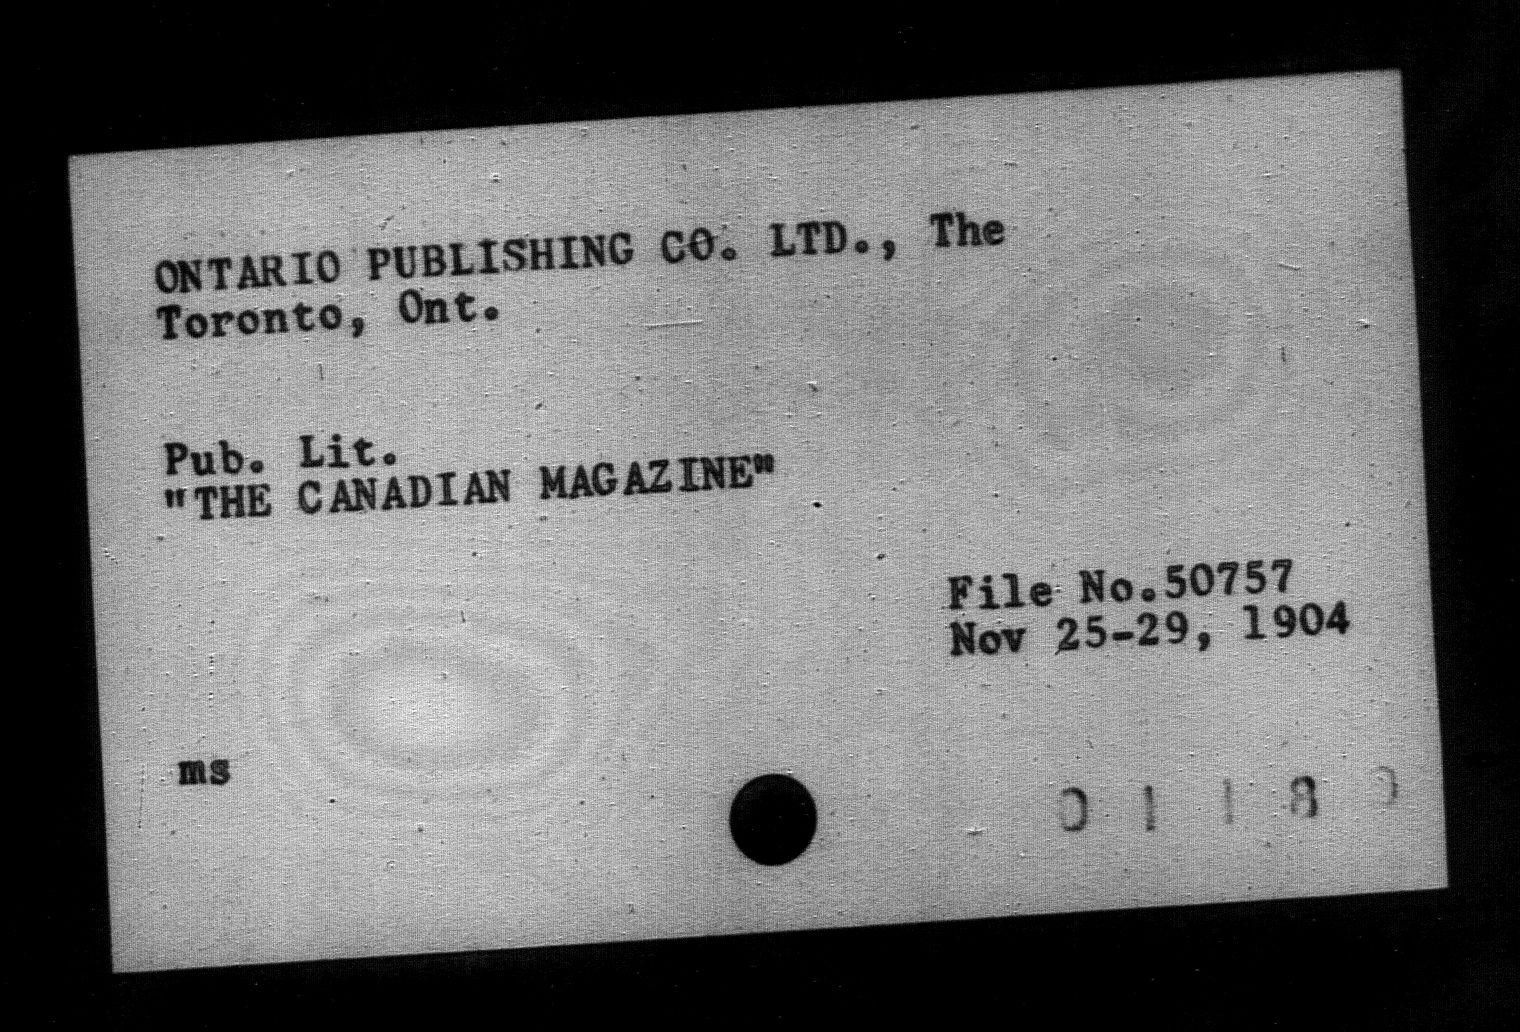 ONTARIO PUBLISHING CO. LTD., The
Toronto, Ont.
Pub. Lit.
"THE CANADIAN MAGAZINE"
File No.50757
Nov 25-29, 1904
ms